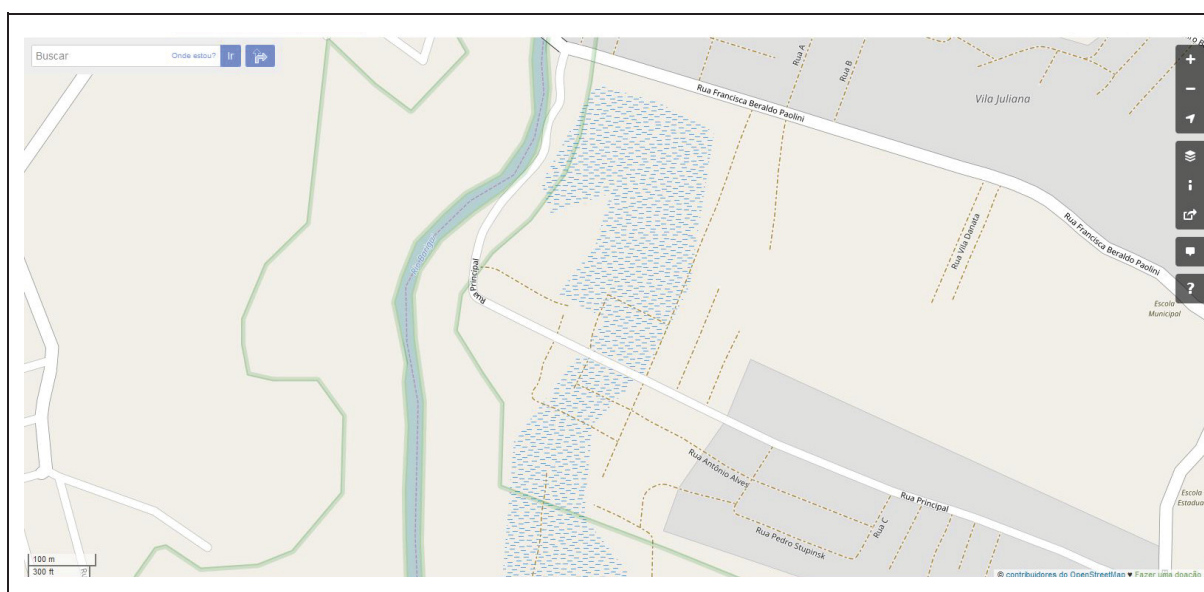 Buscar
Onde estou?
Ir
Rua A
Rua B
Rua Francisca Beraldo Paolini
Vila Juliana
Rua Vila Danata
Rua Francisca Beraldo Paolini
Rua Principal
Escola
Municipal
Rua Antônio Alves
Rua Principal
Rua C
Rua Pedro Stupinsk
Escola
Estadua
100 m
300 ft
© contribuidores do OpenStreetMap ♥ Fazer uma doação